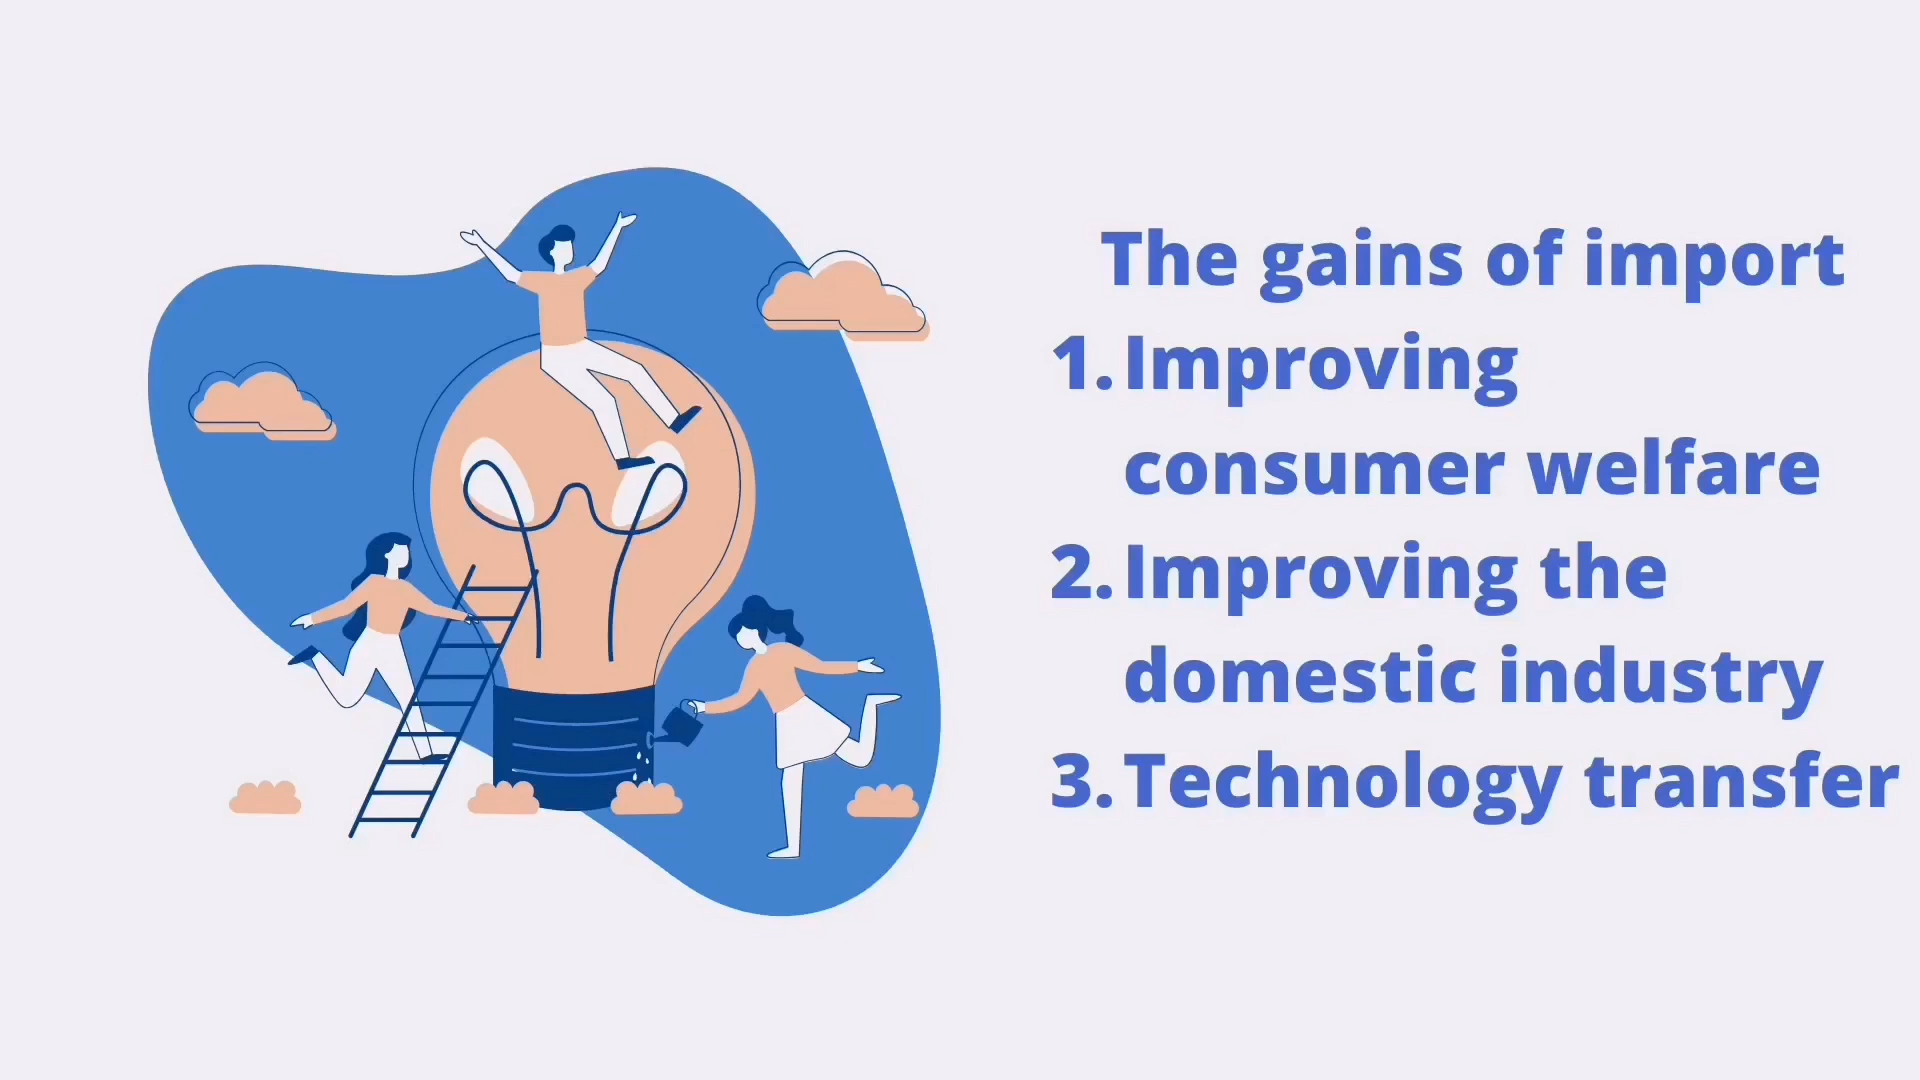 The gains of import
1. Improving
consumer welfare
2. Improving the
domestic industry
3. Technology transfer